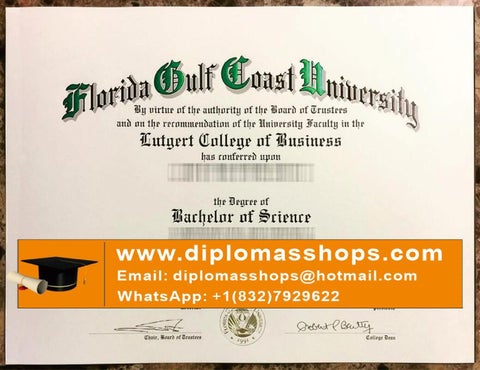 Florida Gulf Coast University
By virtue of the authority of the Board of Trustees
and on the recommendation of the University Faculty in the
Lutgert College of Business
has conferred upon
the Degree of
Bachelor of Science
www.diplomasshops.com
Email: diplomasshops@hotmail.com
WhatsApp: +1(832)7929622
1991
Chair, Board of Trustees
College Dean